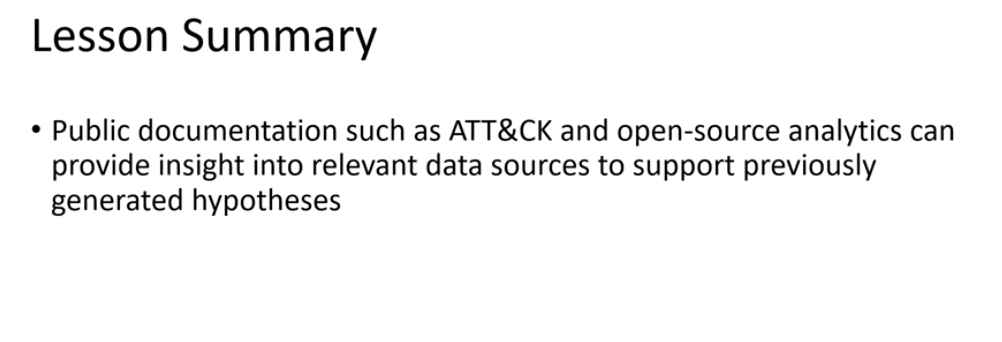 Lesson Summary
• Public documentation such as ATT&CK and open-source analytics can
provide insight into relevant data sources to support previously
generated hypotheses